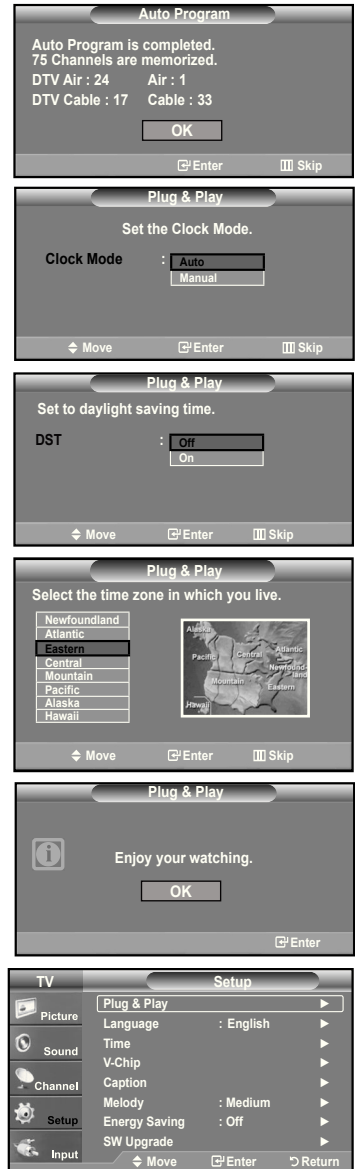 Auto Program
Auto Program is completed.
75 Channels are memorized.
DTV Air : 24 Air : 1
DTV Cable : 17 Cable : 33
OK
Enter Skip
Plug & Play
Set the Clock Mode.
Clock Mode : Auto
Manual
Move Enter Skip
Plug & Play
Set to daylight saving time.
DST : Off
On
Move Enter Skip
Plug & Play
Select the time zone in which you live.
Newfoundland
Atlantic
Eastern
Central
Mountain
Pacific
Alaska
Hawaii
Alaska
Pacific
Central
Atlantic
Newfound-
land
Mountain
Eastern
Hawaii
Move Enter Skip
Plug & Play
Enjoy your watching.
OK
Enter
TV Setup
Picture
Sound
Channel
Setup
Input
Plug & Play
Language : English
Time
V-Chip
Caption
Melody : Medium
Energy Saving : Off
SW Upgrade
Move Enter Return